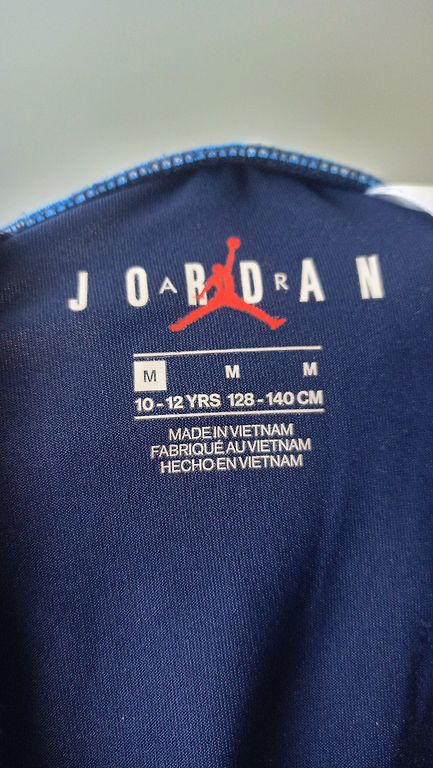 JORDAN
AIR
M M M
10-12 YRS 128-140 CM
MADE IN VIETNAM
FABRIQUÉ AU VIETNAM
HECHO EN VIETNAM